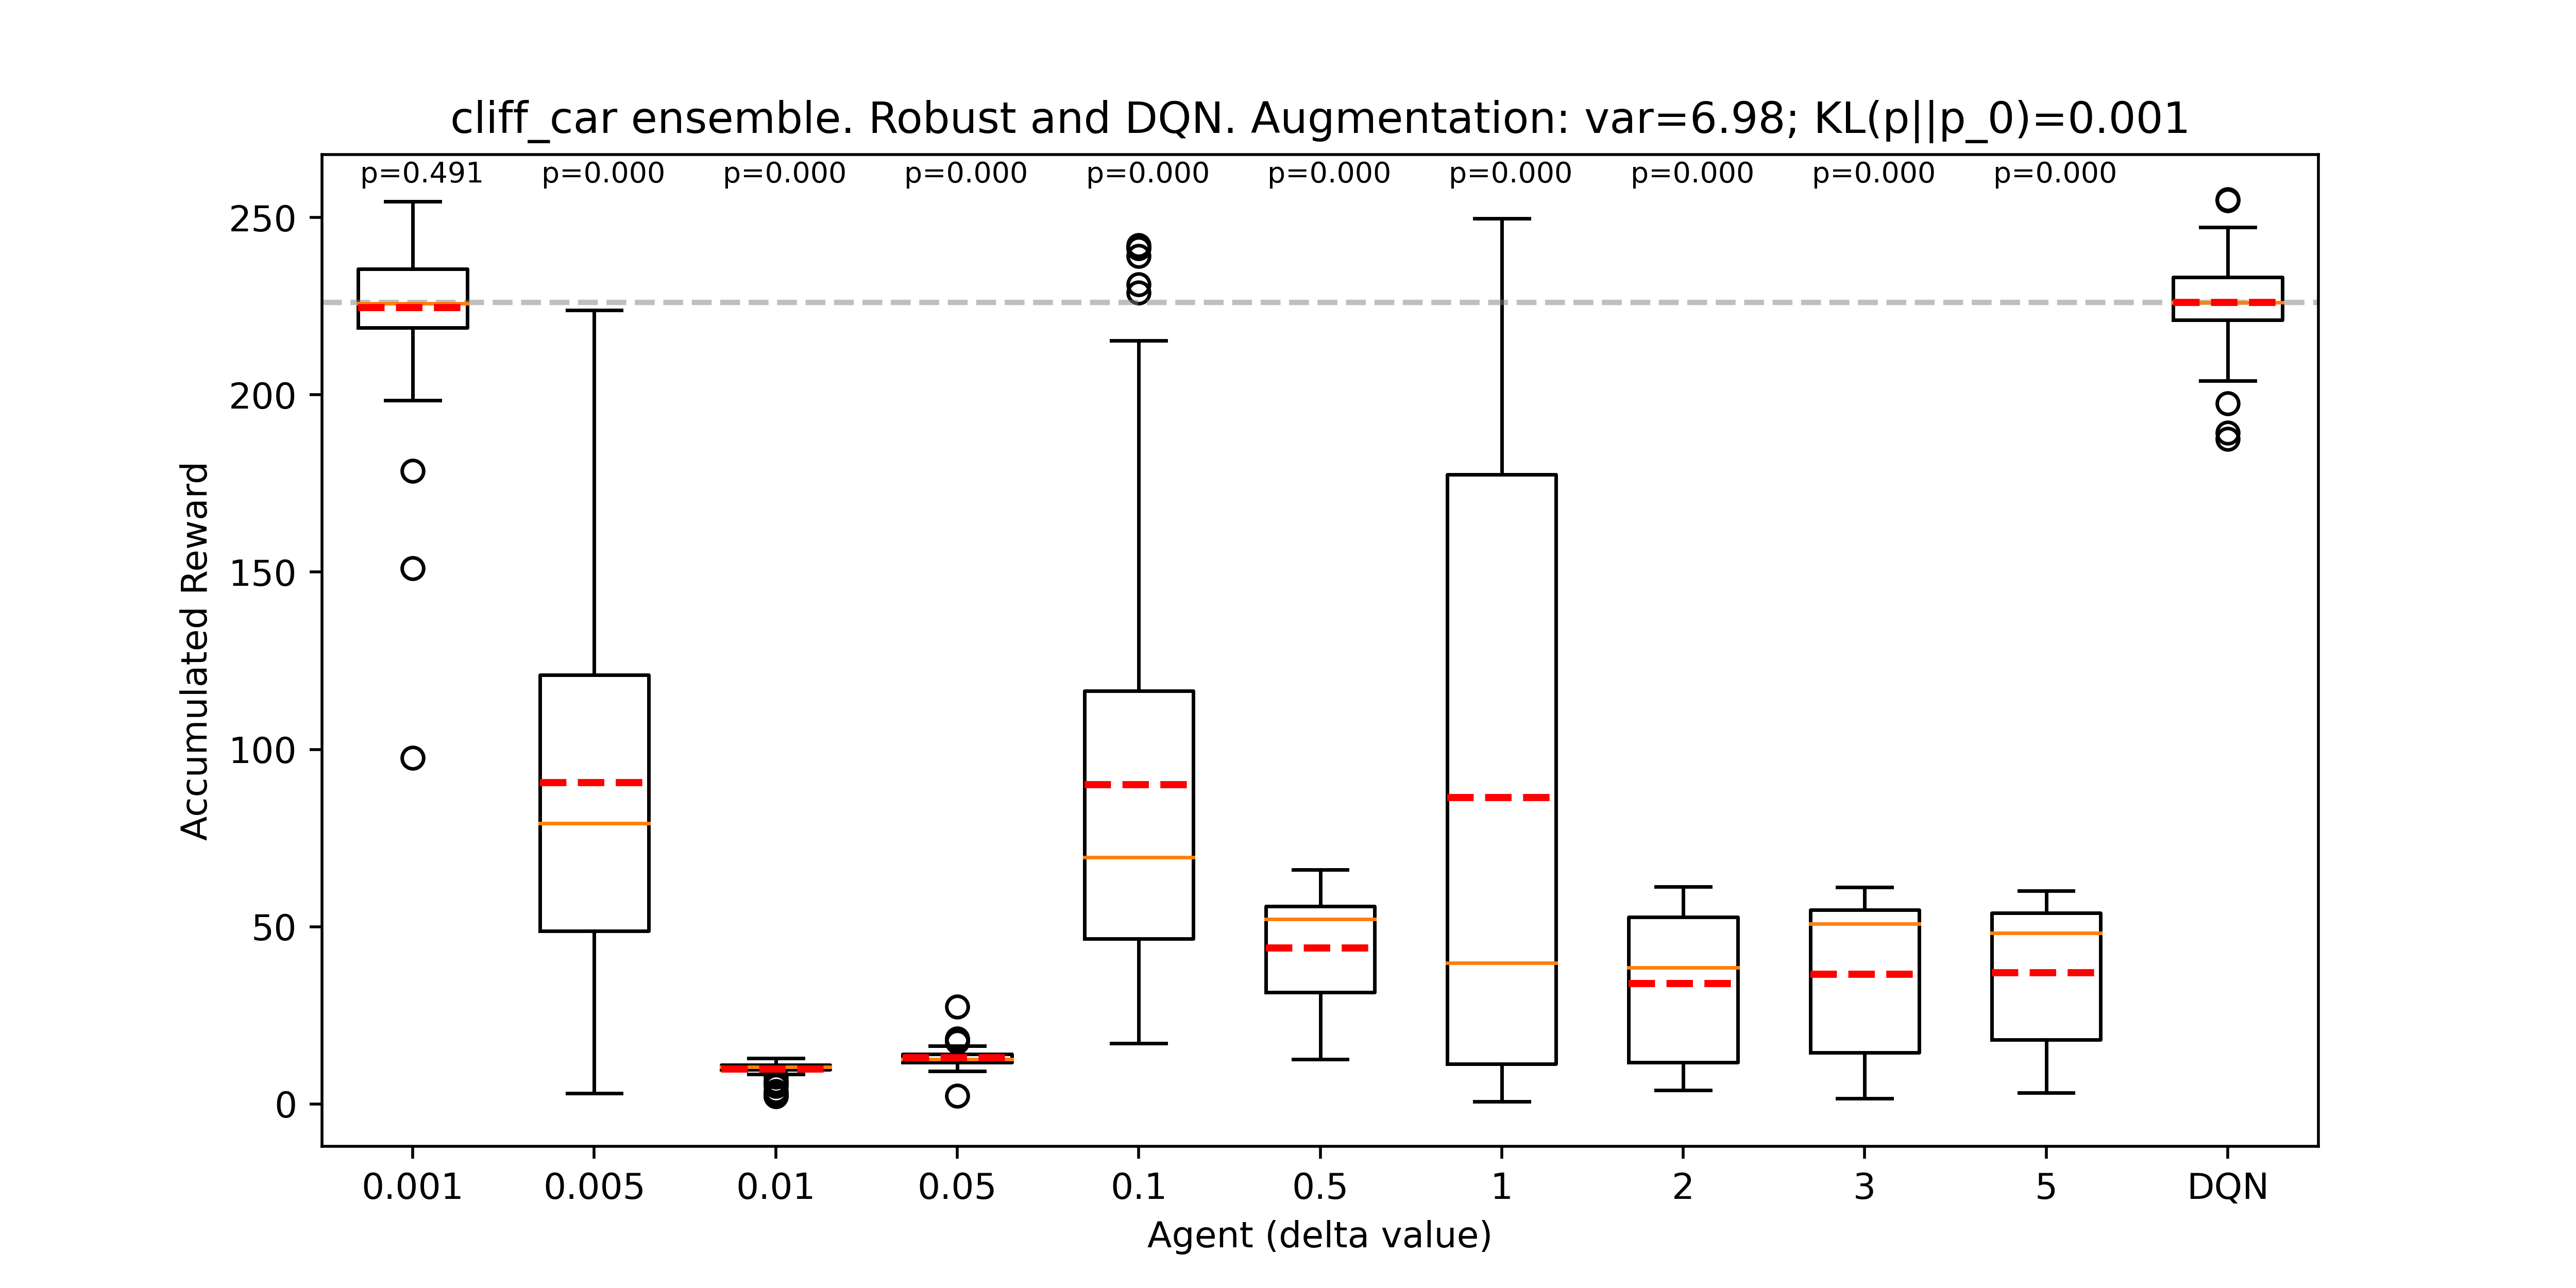 cliff_car ensemble. Robust and DQN. Augmentation: var=6.98; KL(p||p_0)=0.001
p=0.491 p=0.000 p=0.000 p=0.000 p=0.000 p=0.000 p=0.000 p=0.000 p=0.000 p=0.000
250
200
150
100
50
0
Accumulated Reward
0.001 0.005 0.01 0.05 0.1 0.5 1 2 3 5 DQN
Agent (delta value)